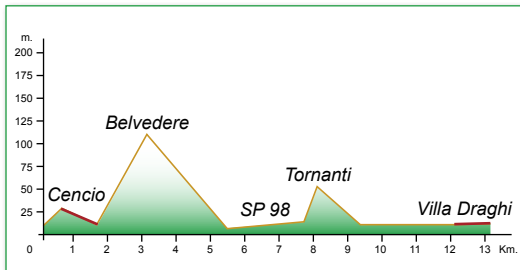 m.
200
175
150
125
100
75
50
25
Belvedere
Cencio
Tornanti
SP 98
Villa Draghi
0 1 2 3 4 5 6 7 8 9 10 11 12 13 Km.